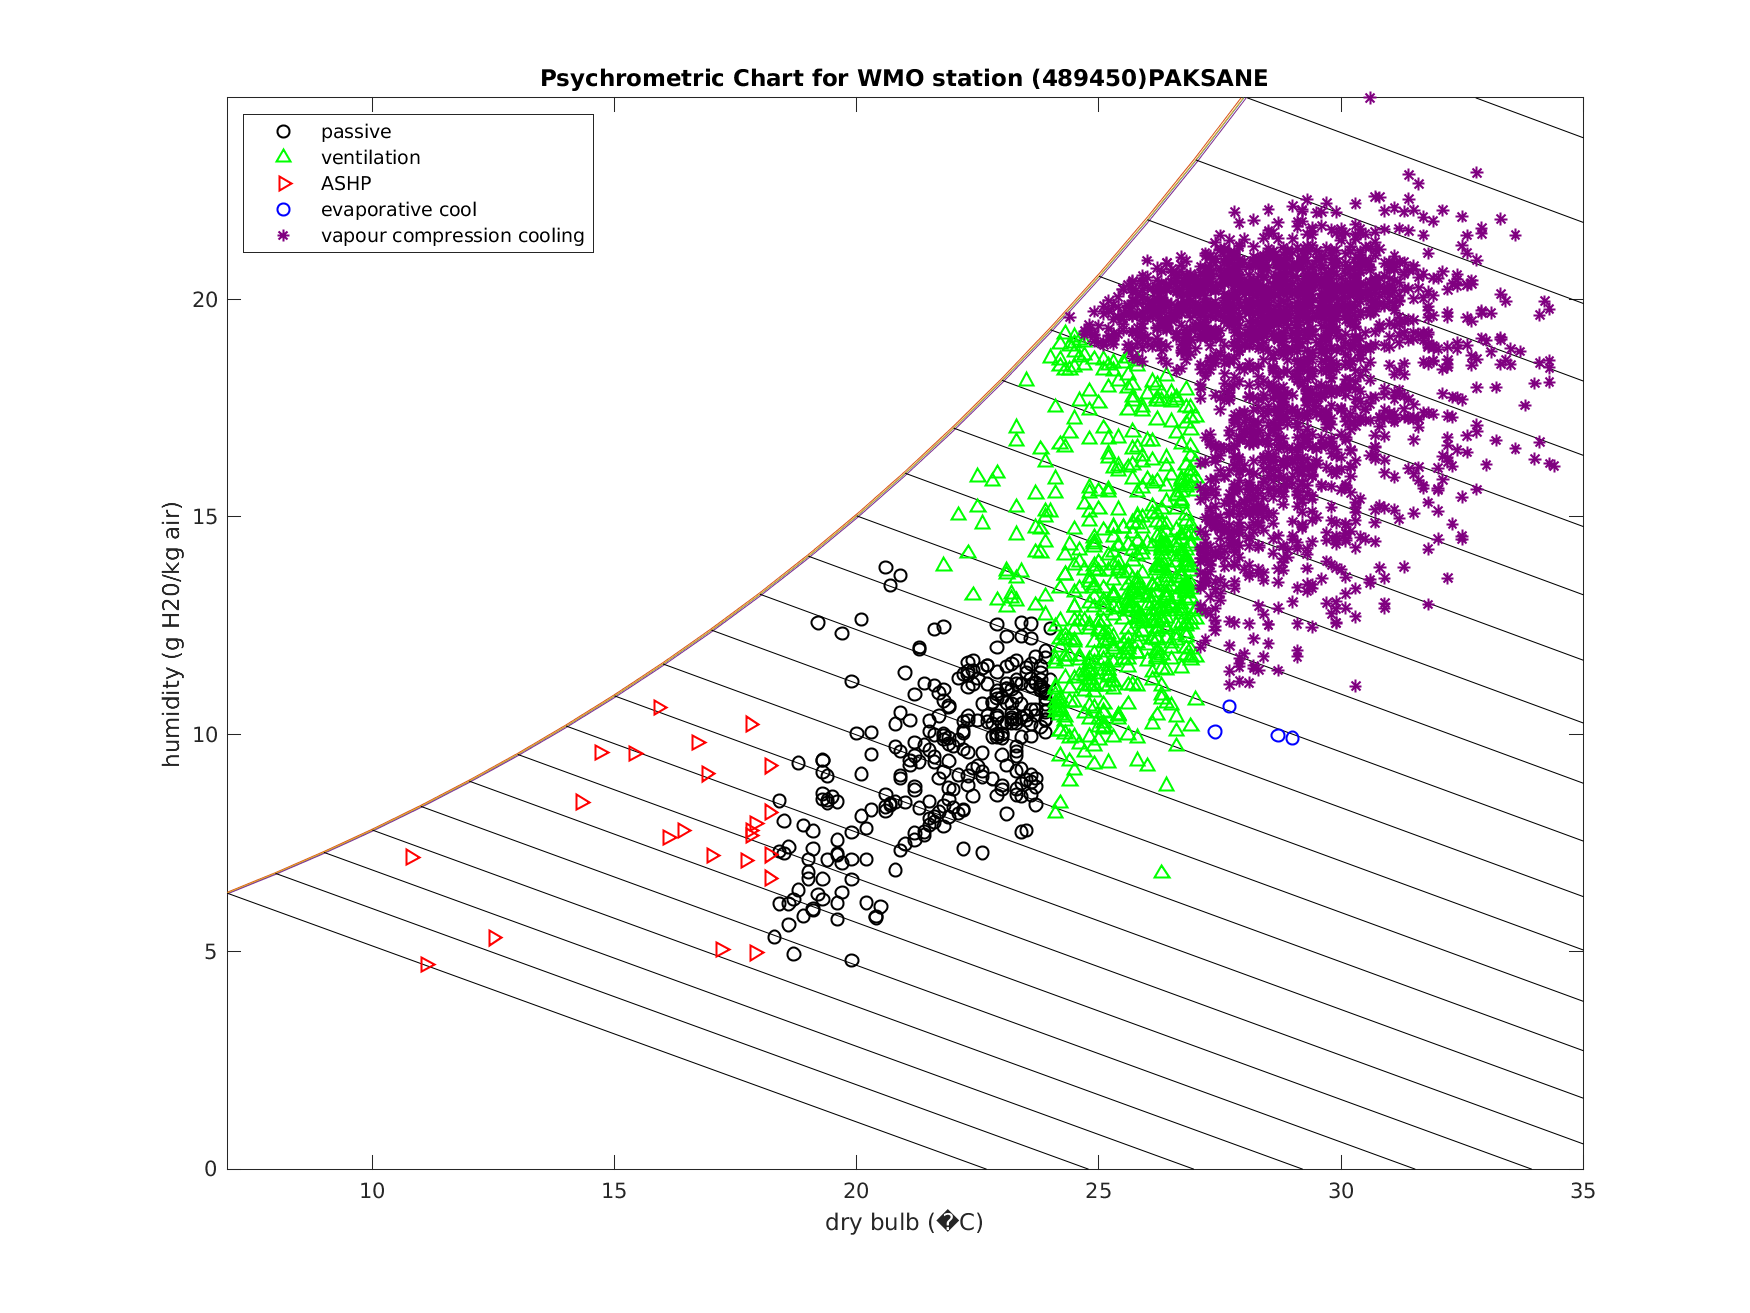 Psychrometric Chart for WMO station (489450)PAKSANE
passive
ventilation
ASHP
evaporative cool
vapour compression cooling
humidity (g H20/kg air)
20
15
10
5
0
10
15
20
25
30
35
dry bulb (�C)